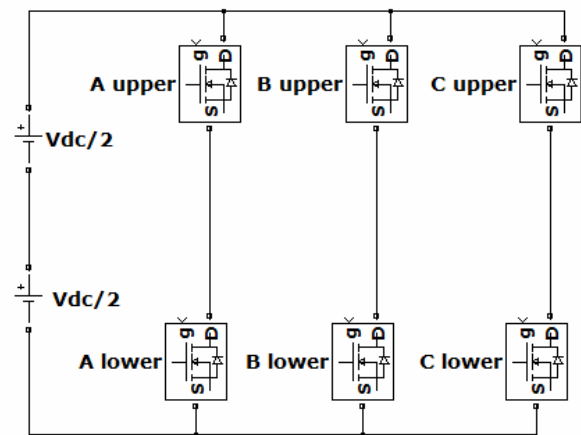 g D
A upper
S
g D
B upper
S
g D
C upper
S
+
Vdc/2
+
Vdc/2
g D
A lower
S
g D
B lower
S
g D
C lower
S